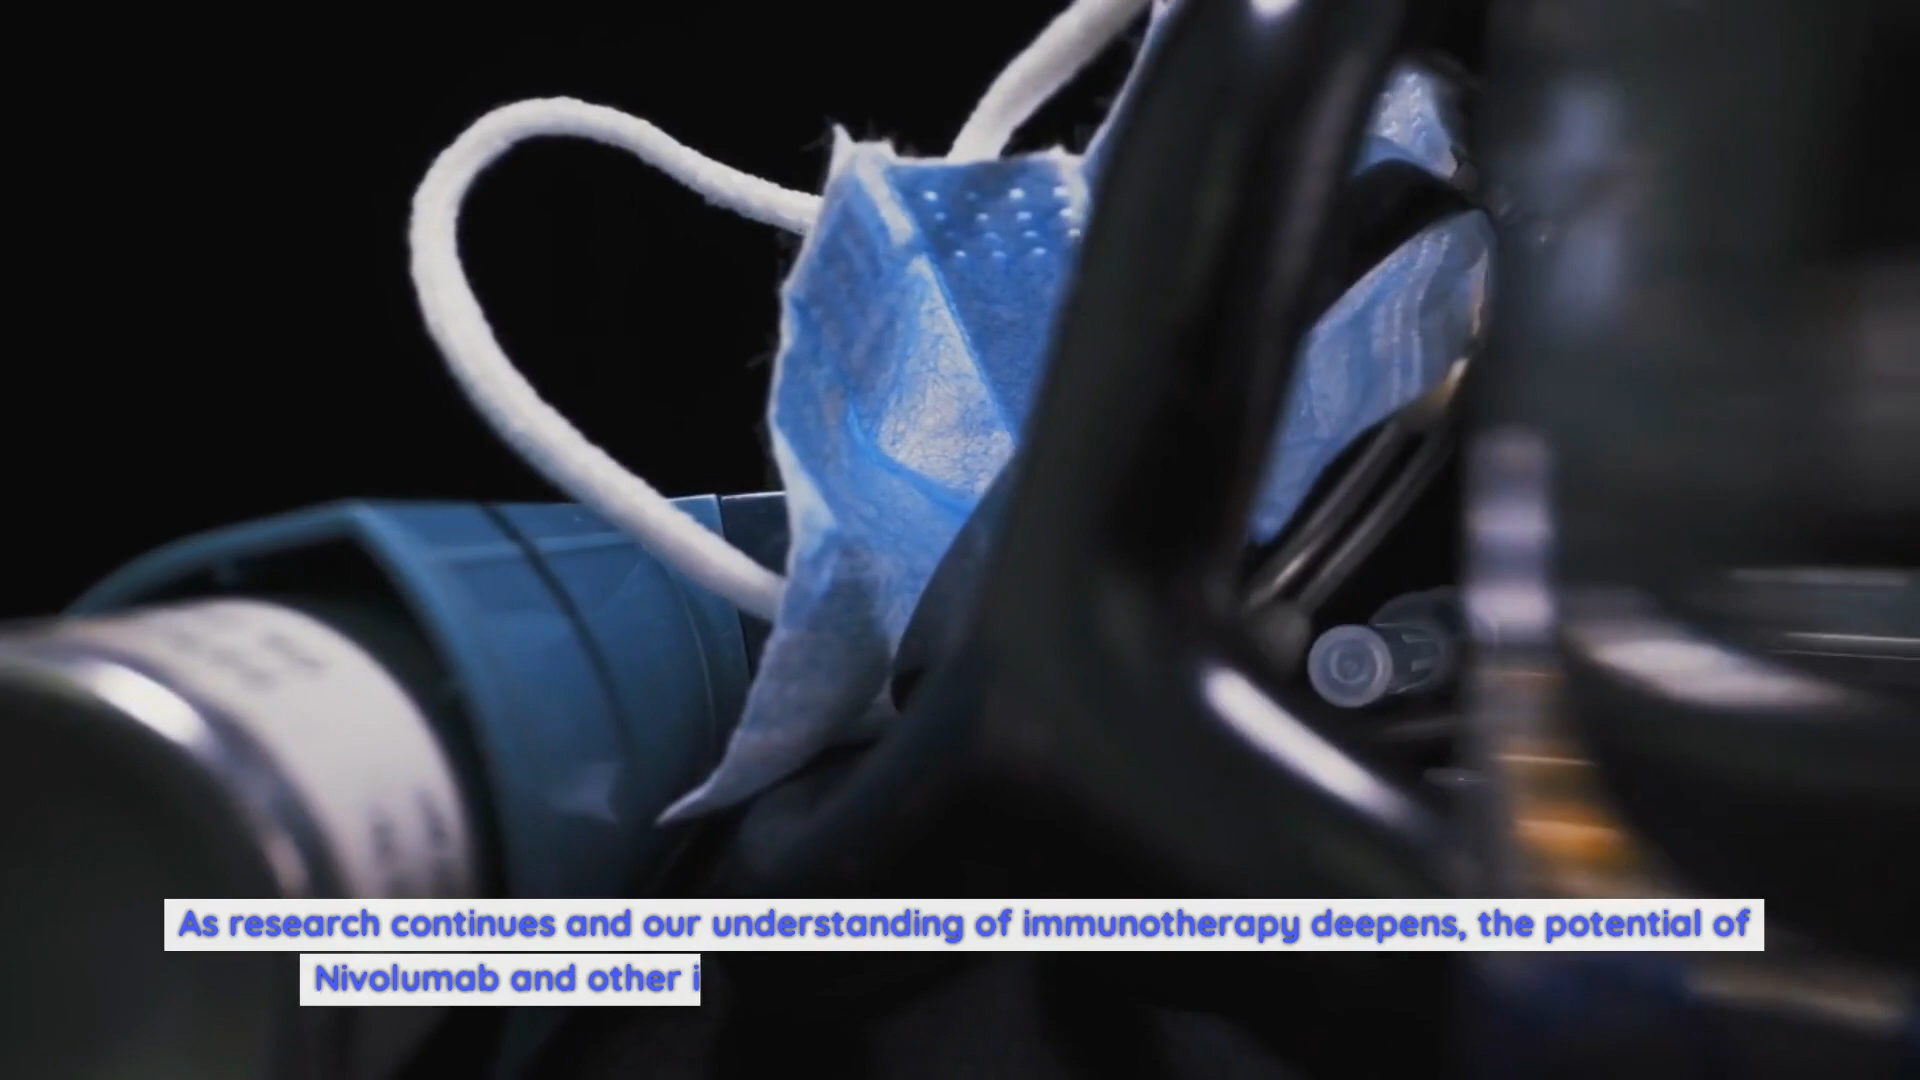 As research continues and our understanding of immunotherapy deepens, the potential of
Nivolumab and other i